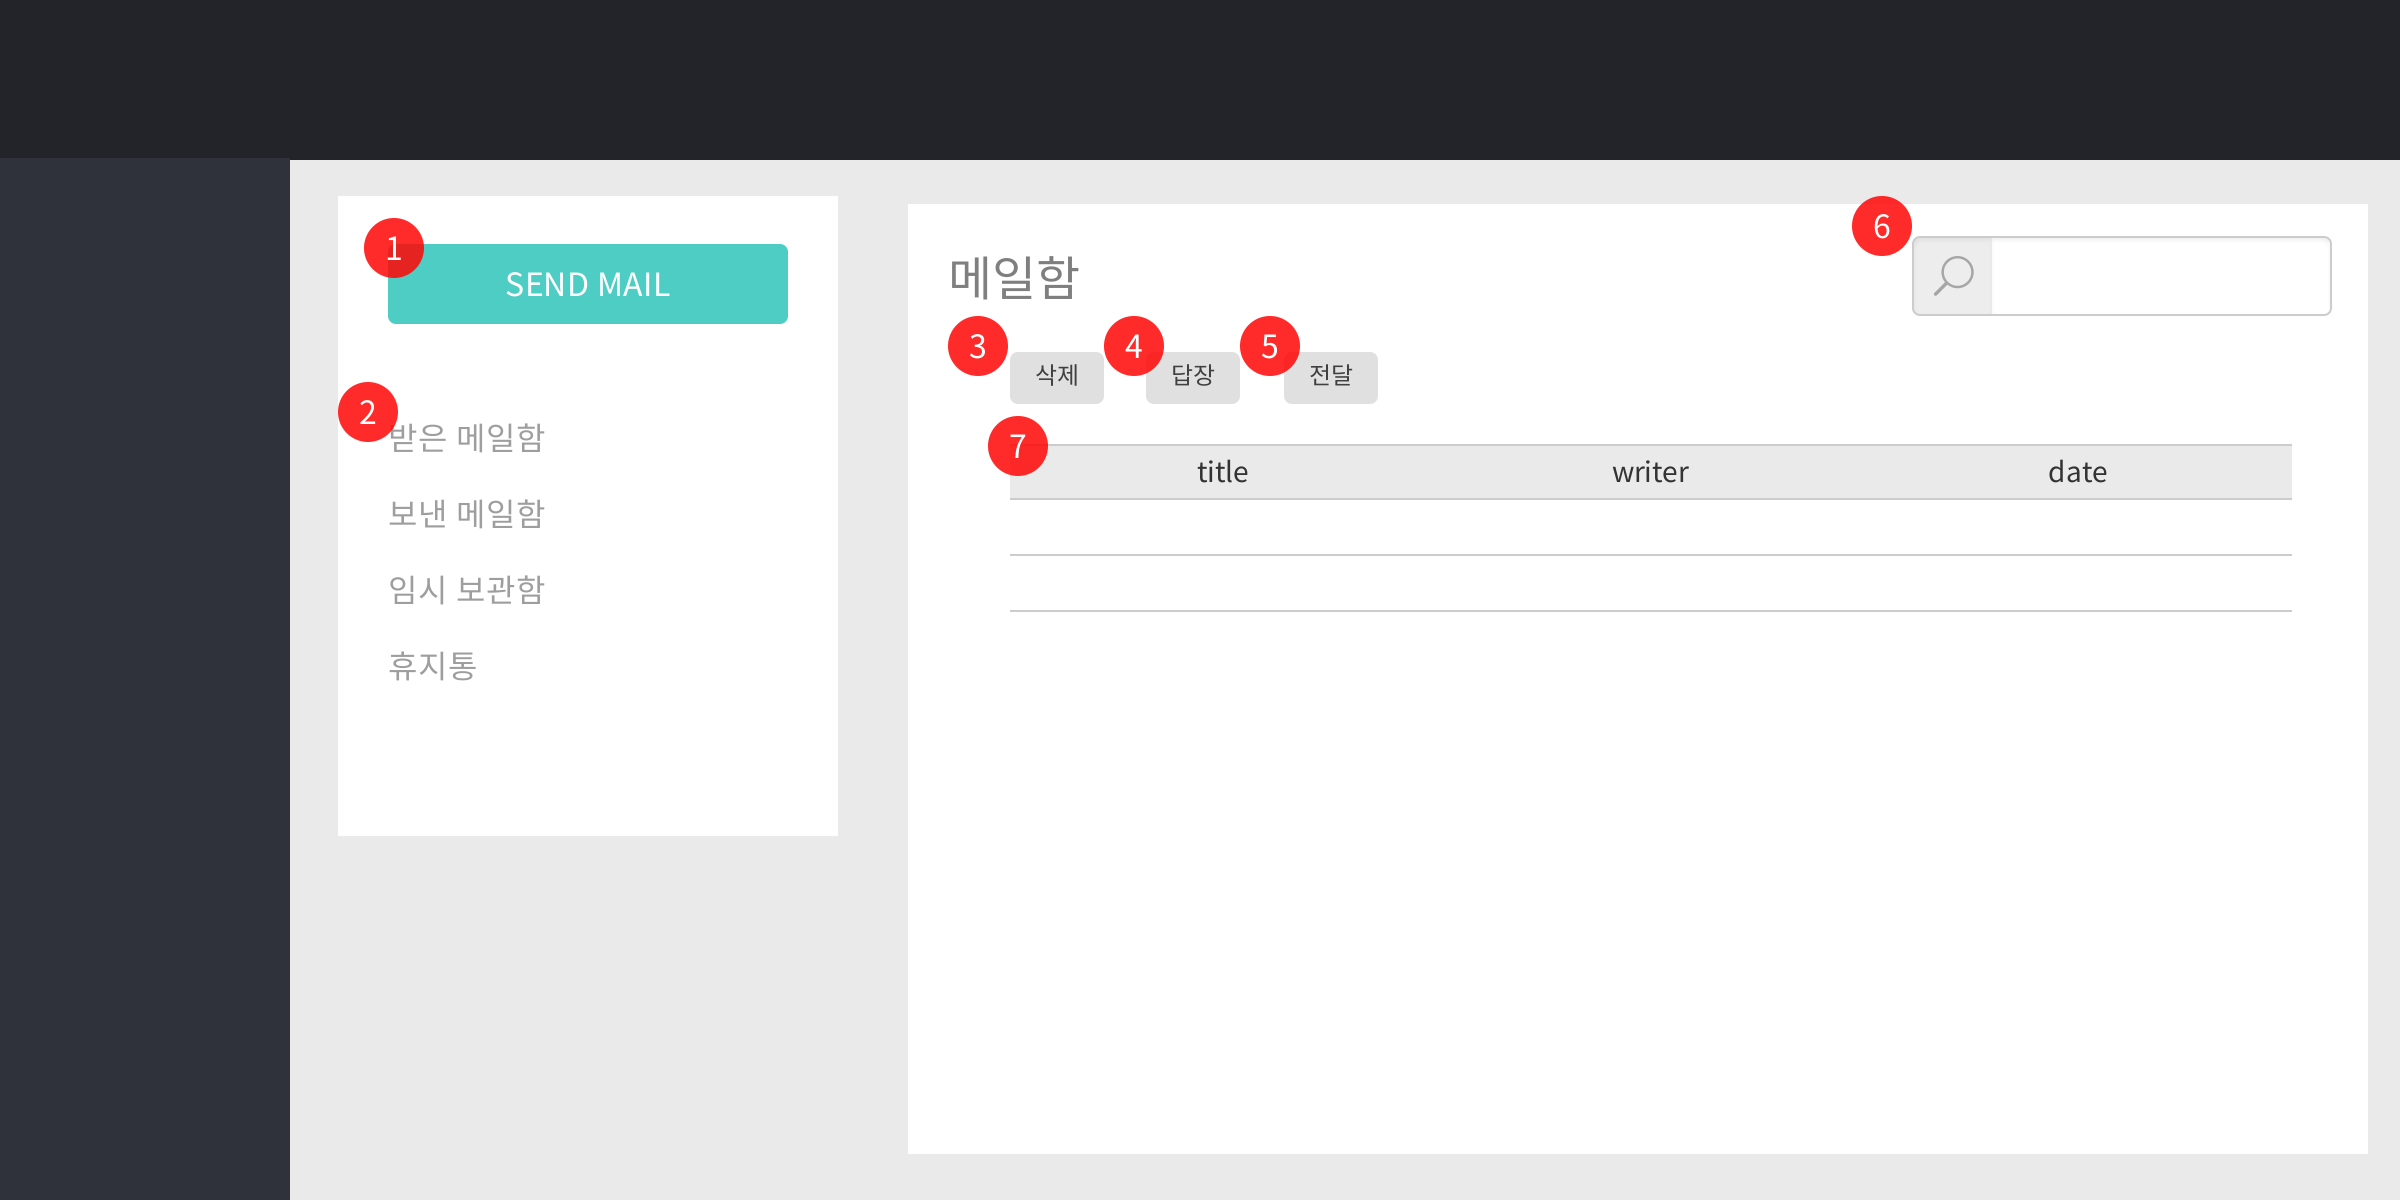 1
SEND MAIL
2
받은 메일함
보낸 메일함
임시 보관함
휴지통
메일함
6
3 삭제 4 답장 5 전달
7
title writer date